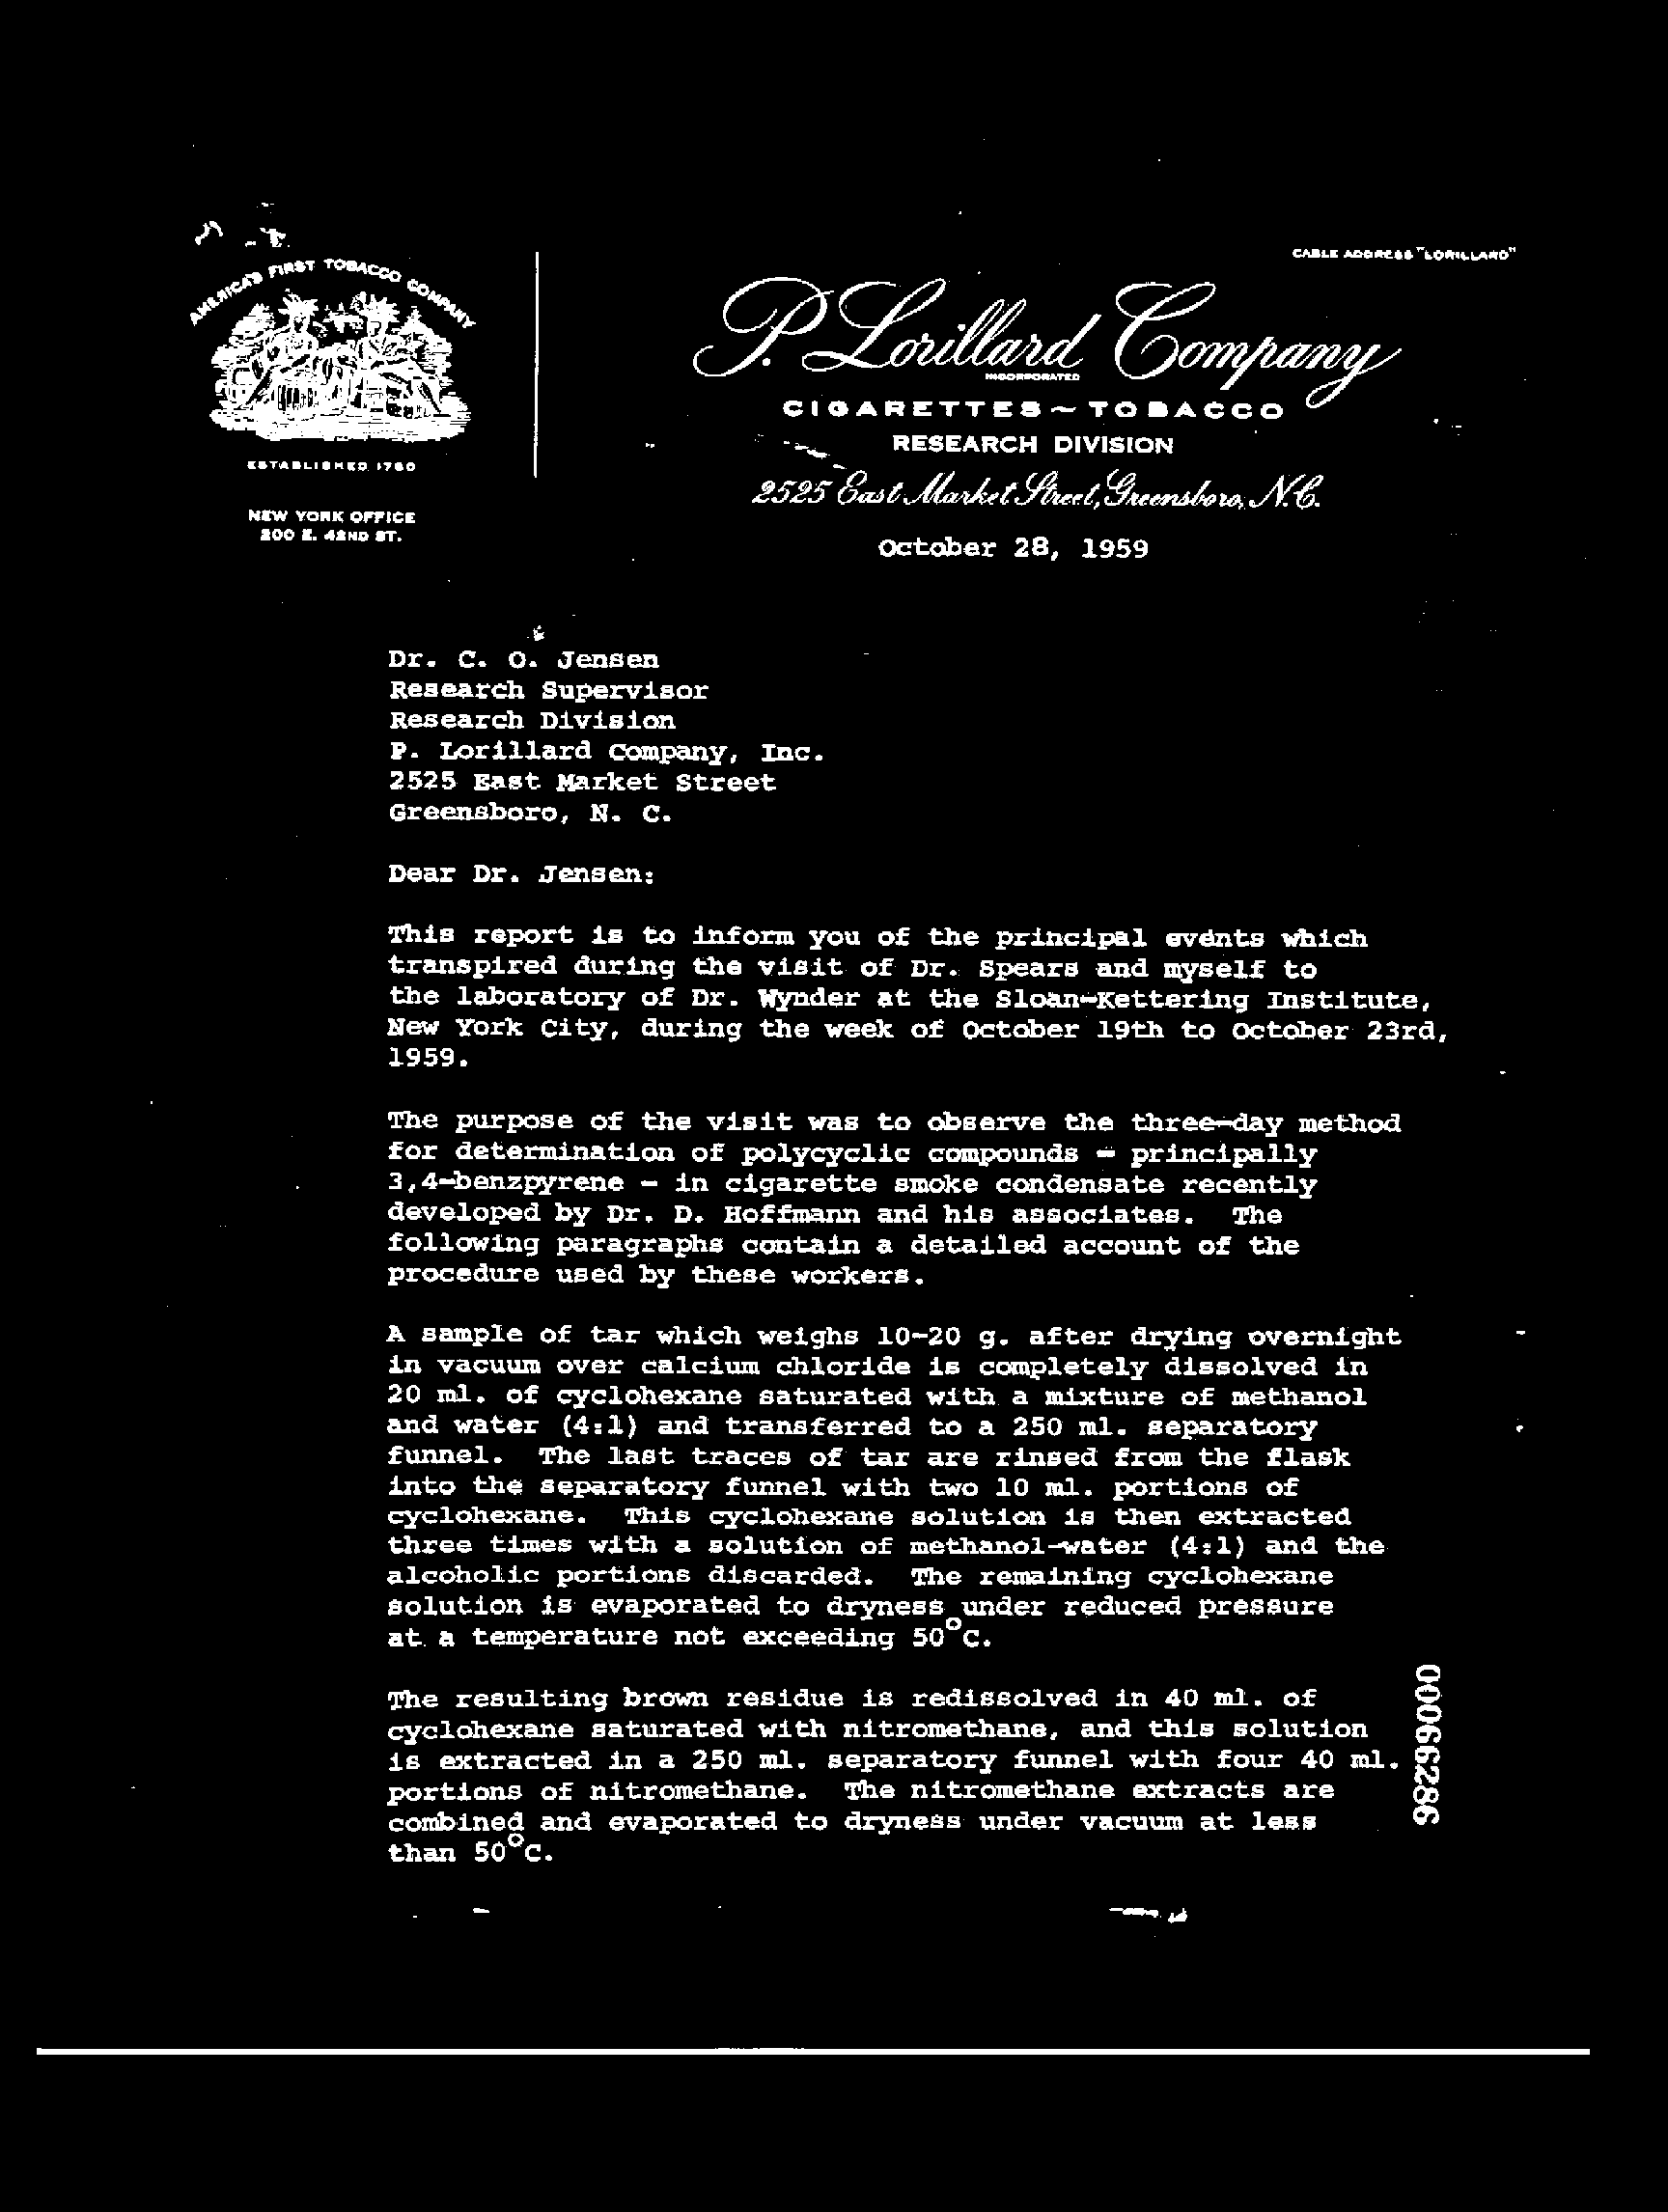 CABLE ADDRESS "LORILLARD"
AMERICA'S FIRST TOBACCO COMPANY
P. Lorillard Company
INCORPORATED
CIGARETTES~TOBACCO
RESEARCH DIVISION
ESTABLISHED 1760
2525 East Market Street, Greensboro, N.C.
NEW YORK OFFICE
200 E. 42ND ST.
October 28, 1959
Dr. C. O. Jensen
Research Supervisor
Research Division
P. Lorillard Company, Inc.
2525 East Market Street
Greensboro, N. C.
Dear Dr. Jensen:
This report is to inform you of the principal events which
transpired during the visit of Dr. Spears and myself to
the laboratory of Dr. Wynder at the Sloan-Kettering Institute,
New York City, during the week of October 19th to October 23rd,
1959.
The purpose of the visit was to observe the three-day method
for determination of polycyclic compounds - principally
3,4-benzpyrene - in cigarette smoke condensate recently
developed by Dr. D. Hoffmann and his associates. The
following paragraphs contain a detailed account of the
procedure used by these workers.
A sample of tar which weighs 10-20 g. after drying overnight
in vacuum over calcium chloride is completely dissolved in
20 ml. of cyclohexane saturated with a mixture of methanol
and water (4:1) and transferred to a 250 ml. separatory
funnel. The last traces of tar are rinsed from the flask
into the separatory funnel with two 10 ml. portions of
cyclohexane. This cyclohexane solution is then extracted
three times with a solution of methanol-water (4:1) and the
alcoholic portions discarded. The remaining cyclohexane
solution is evaporated to dryness under reduced pressure
at a temperature not exceeding 50°C.
The resulting brown residue is redissolved in 40 ml. of
cyclohexane saturated with nitromethane, and this solution
is extracted in a 250 ml. separatory funnel with four 40 ml.
portions of nitromethane. The nitromethane extracts are
combined and evaporated to dryness under vacuum at less
than 50°C.
00066286